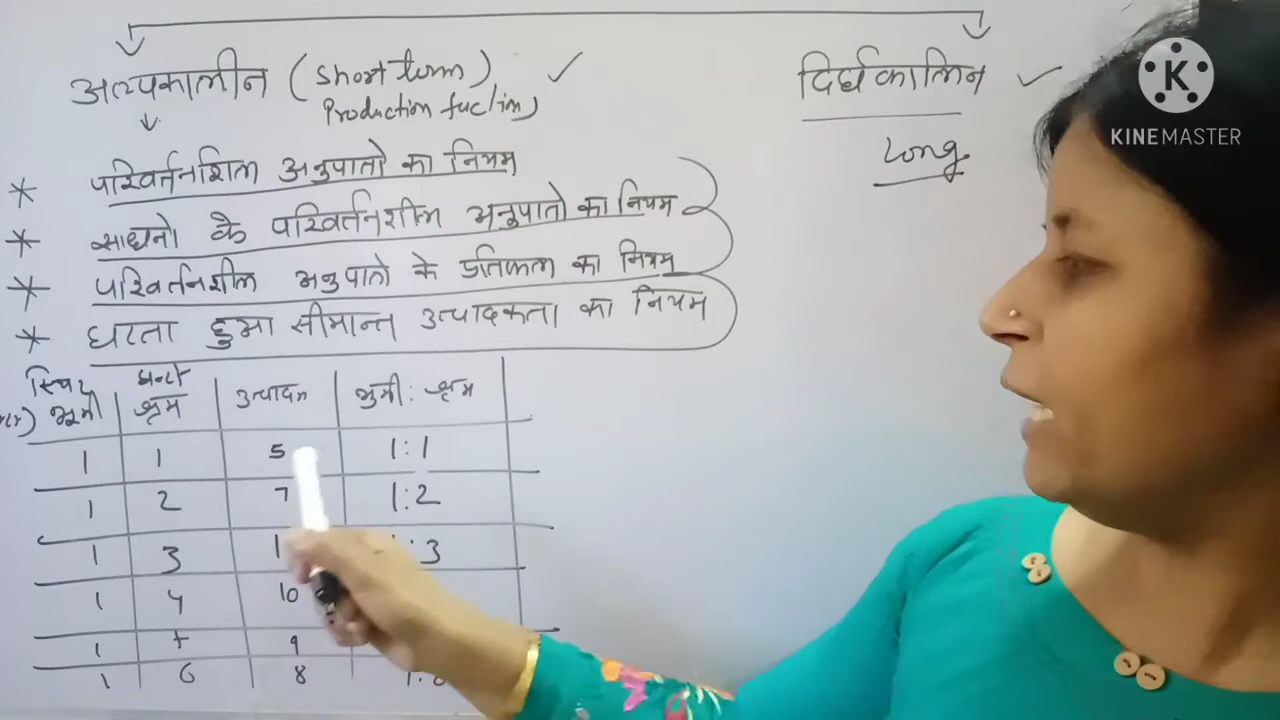 अल्पकालीन (Short term)
Production fuction)
दिर्घकालिन
Long
KINEMASTER
* परिवर्तनशिल अनुपातो का नियम
* साधनो के परिवर्तनशील अनुपातो का नियम
* परिवर्तनशील अनुपातो के प्रतिफल का नियम
* घटता हुआ सीमान्त उत्पादकता का नियम
स्थिर घन्टा
भूमी श्रम उत्पादन भुमी : श्रम
1 1 5 1:1
1 2 7 1:2
1 3 3
1 4 10
1 9
1 6 8